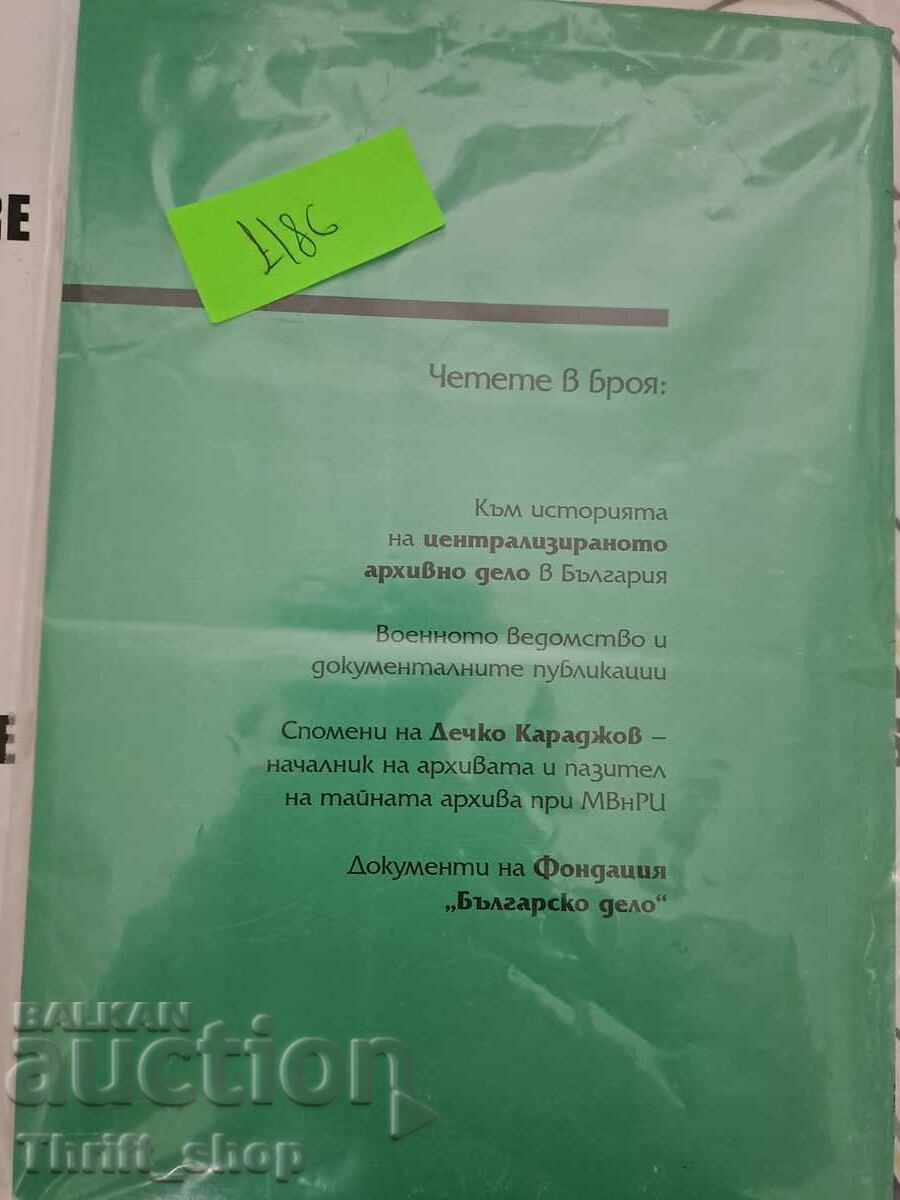 Е
Е
Четете в броя:
Към историята
на централизираното
архивно дело в България
Военното ведомство и
документалните публикации
Спомени на Дечко Караджов –
началник на архивата и пазител
на тайната архива при МВнРИ
Документи на Фондация
„Българско дело“
BALKAN
auction
Thrift_shop